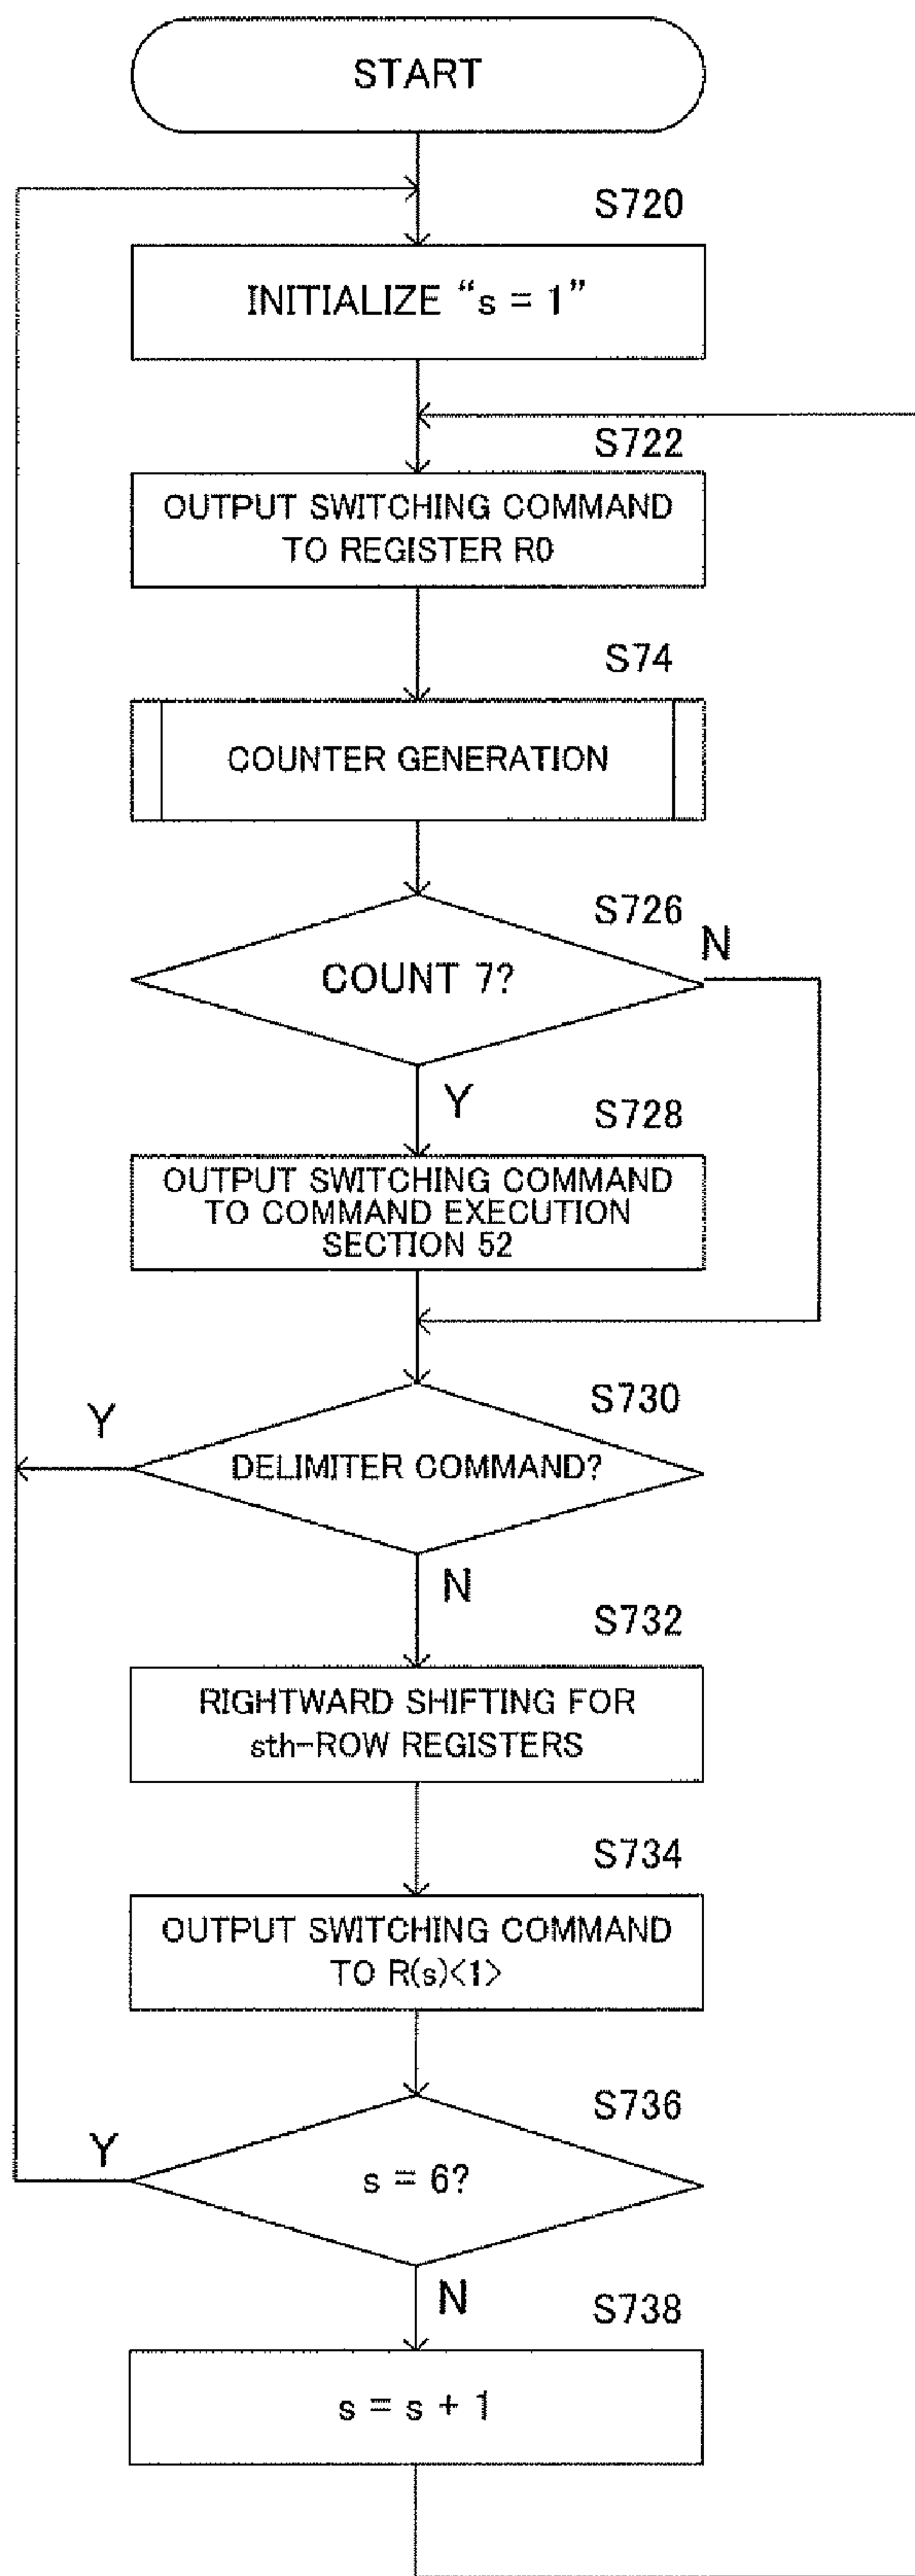 START
S720
INITIALIZE “s = 1”
S722
OUTPUT SWITCHING COMMAND
TO REGISTER R0
S74
COUNTER GENERATION
S726
N
COUNT 7?
Y
S728
OUTPUT SWITCHING COMMAND
TO COMMAND EXECUTION
SECTION 52
S730
Y
DELIMITER COMMAND?
N
S732
RIGHTWARD SHIFTING FOR
sth-ROW REGISTERS
S734
OUTPUT SWITCHING COMMAND
TO R(s)<1>
S736
Y
s = 6?
N
S738
s = s + 1